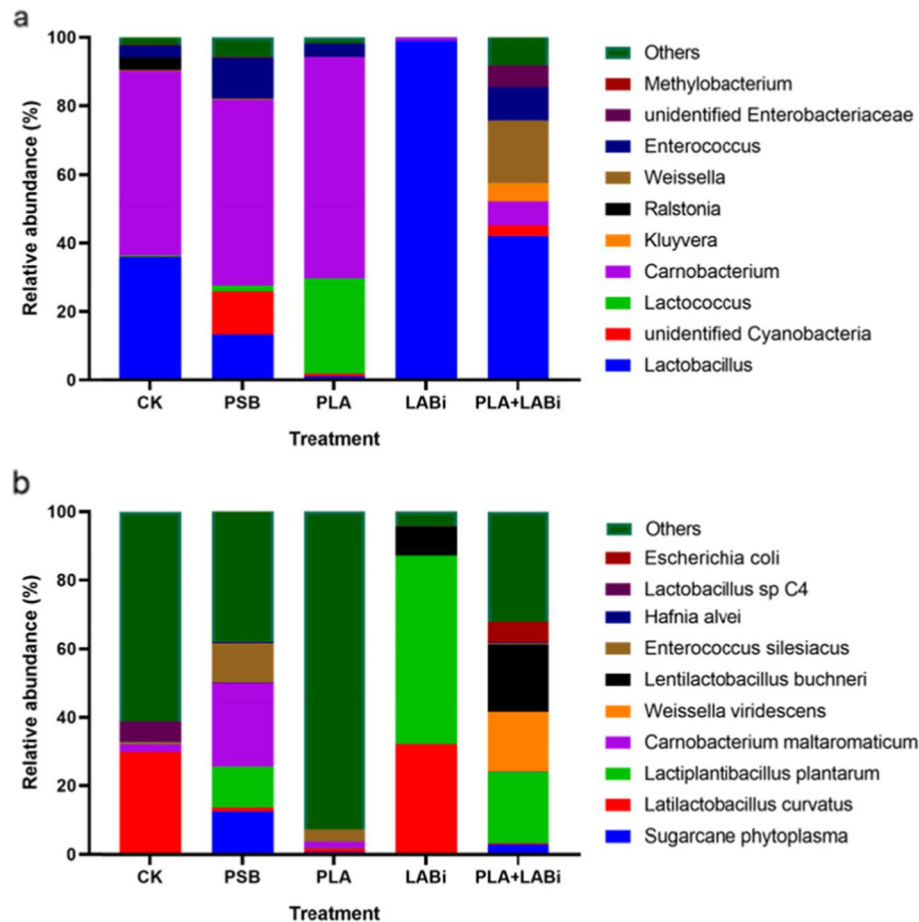 a
Relative abundance (%)
100
80
60
40
20
0
CK PSB PLA LABi PLA+LABi
Treatment
Others
Methylobacterium
unidentified Enterobacteriaceae
Enterococcus
Weissella
Ralstonia
Kluyvera
Carnobacterium
Lactococcus
unidentified Cyanobacteria
Lactobacillus
b
Relative abundance (%)
100
80
60
40
20
0
CK PSB PLA LABi PLA+LABi
Treatment
Others
Escherichia coli
Lactobacillus sp C4
Hafnia alvei
Enterococcus silesiacus
Lentilactobacillus buchneri
Weissella viridescens
Carnobacterium maltaromaticum
Lactiplantibacillus plantarum
Latilactobacillus curvatus
Sugarcane phytoplasma